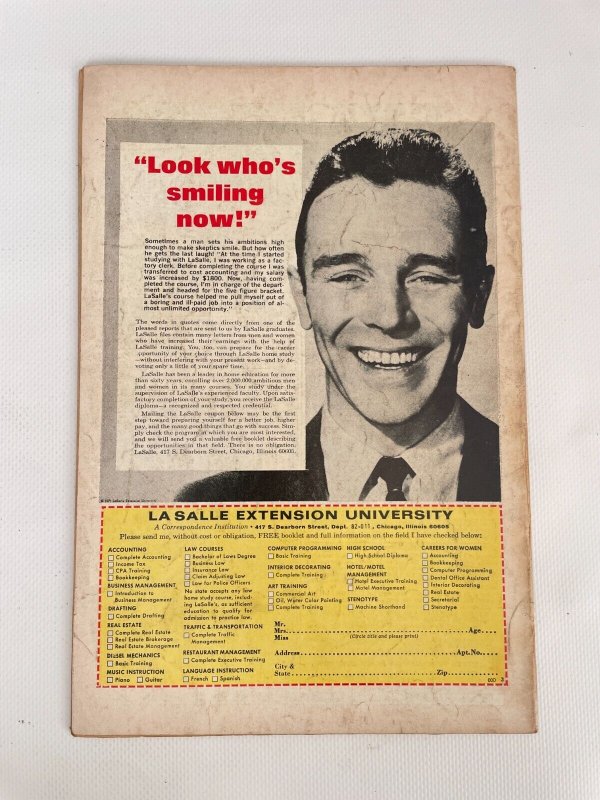 “Look who’s
smiling
now!”
Sometimes a man sets his ambitions high
enough to make skeptics smile. But how often
he gets the last laugh! “At the time I started
studying with LaSalle, I was working as a fac-
tory clerk. Before completing the course I was
transferred to cost accounting and my salary
was increased by $1800. Now, having com-
pleted the course, I’m in charge of the depart-
ment and headed for the five figure bracket.
LaSalle’s course helped me pull myself out of
a boring and ill-paid job into a position of al-
most unlimited opportunity.”
The words in quotes come directly from one of the
pleased reports that are sent to us by LaSalle graduates.
LaSalle files contain many letters from men and women
who have increased their earnings with the help of
LaSalle training. You, too, can prepare for the career
opportunity of your choice through LaSalle home study
—without interfering with your present work—and by de-
voting only a little of your spare time.
LaSalle has been a leader in home education for more
than sixty years, enrolling over 2,000,000 ambitious men
and women in its many courses. You study under the
supervision of LaSalle’s experienced faculty. Upon satis-
factory completion of your study, you receive the LaSalle
diploma—a recognized and respected credential.
Mailing the LaSalle coupon below may be the first
step toward preparing yourself for a better job, higher
pay, and the many good things that go with success. Sim-
ply check the program in which you are most interested,
and we will send you a valuable free booklet describing
the opportunities in that field. There is no obligation.
LaSalle, 417 S. Dearborn Street, Chicago, Illinois 60605.
LA SALLE EXTENSION UNIVERSITY
A Correspondence Institution • 417 S. Dearborn Street, Dept. 82-011, Chicago, Illinois 60605
Please send me, without cost or obligation, FREE booklet and full information on the field I have checked below:
ACCOUNTING
Complete Accounting
Income Tax
CPA Training
Bookkeeping
BUSINESS MANAGEMENT
Introduction to
Business Management
DRAFTING
Complete Drafting
REAL ESTATE
Complete Real Estate
Real Estate Brokerage
Real Estate Management
DIESEL MECHANICS
Basic Training
MUSIC INSTRUCTION
Piano Guitar
LAW COURSES
Bachelor of Laws Degree
Business Law
Insurance Law
Claim Adjusting Law
Law for Police Officers
No state accepts any law
home study course, includ-
ing LaSalle’s, as sufficient
education to qualify for
admission to practice law.
TRAFFIC & TRANSPORTATION
Complete Traffic
Management
RESTAURANT MANAGEMENT
Complete Executive Training
LANGUAGE INSTRUCTION
French Spanish
COMPUTER PROGRAMMING
Basic Training
INTERIOR DECORATING
Complete Training
ART TRAINING
Commercial Art
Oil, Water Color Painting
Complete Training
HIGH SCHOOL
High School Diploma
HOTEL/MOTEL
MANAGEMENT
Hotel Executive Training
Motel Management
STENOTYPE
Machine Shorthand
CAREERS FOR WOMEN
Accounting
Bookkeeping
Computer Programming
Dental Office Assistant
Interior Decorating
Real Estate
Secretarial
Stenotype
Mr.
Mrs. Age
Miss (Circle title and please print)
Address Apt. No.
City &
State Zip